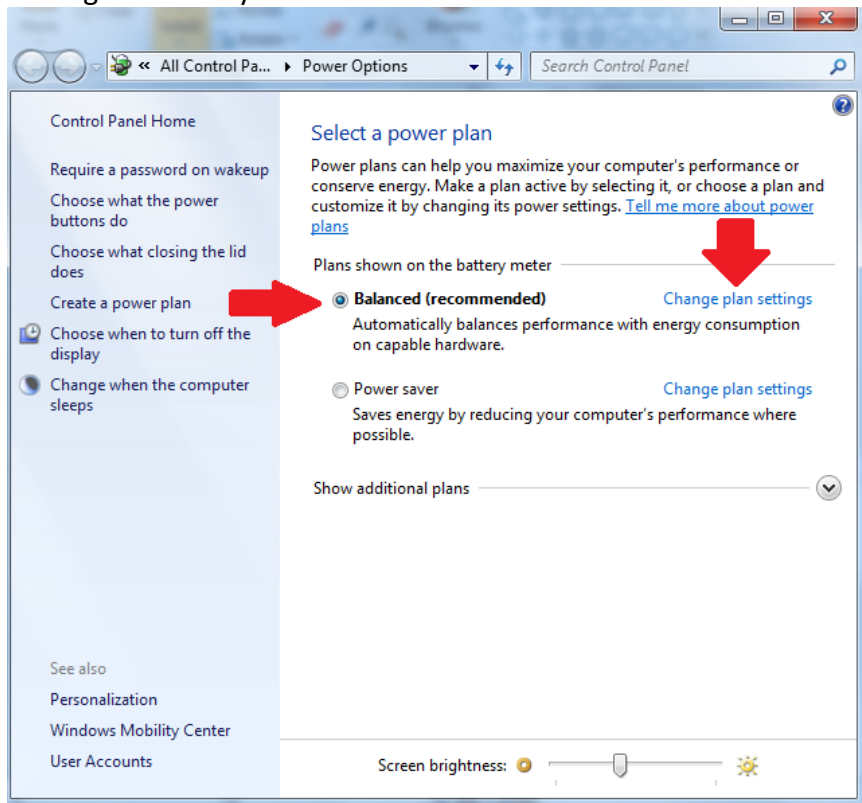 « All Control Pa... ▸ Power Options
Search Control Panel
Control Panel Home
Require a password on wakeup
Choose what the power
buttons do
Choose what closing the lid
does
Create a power plan
Choose when to turn off the
display
Change when the computer
sleeps
See also
Personalization
Windows Mobility Center
User Accounts
Select a power plan
Power plans can help you maximize your computer's performance or
conserve energy. Make a plan active by selecting it, or choose a plan and
customize it by changing its power settings. Tell me more about power
plans
Plans shown on the battery meter
Balanced (recommended) Change plan settings
Automatically balances performance with energy consumption
on capable hardware.
Power saver Change plan settings
Saves energy by reducing your computer's performance where
possible.
Show additional plans
Screen brightness: